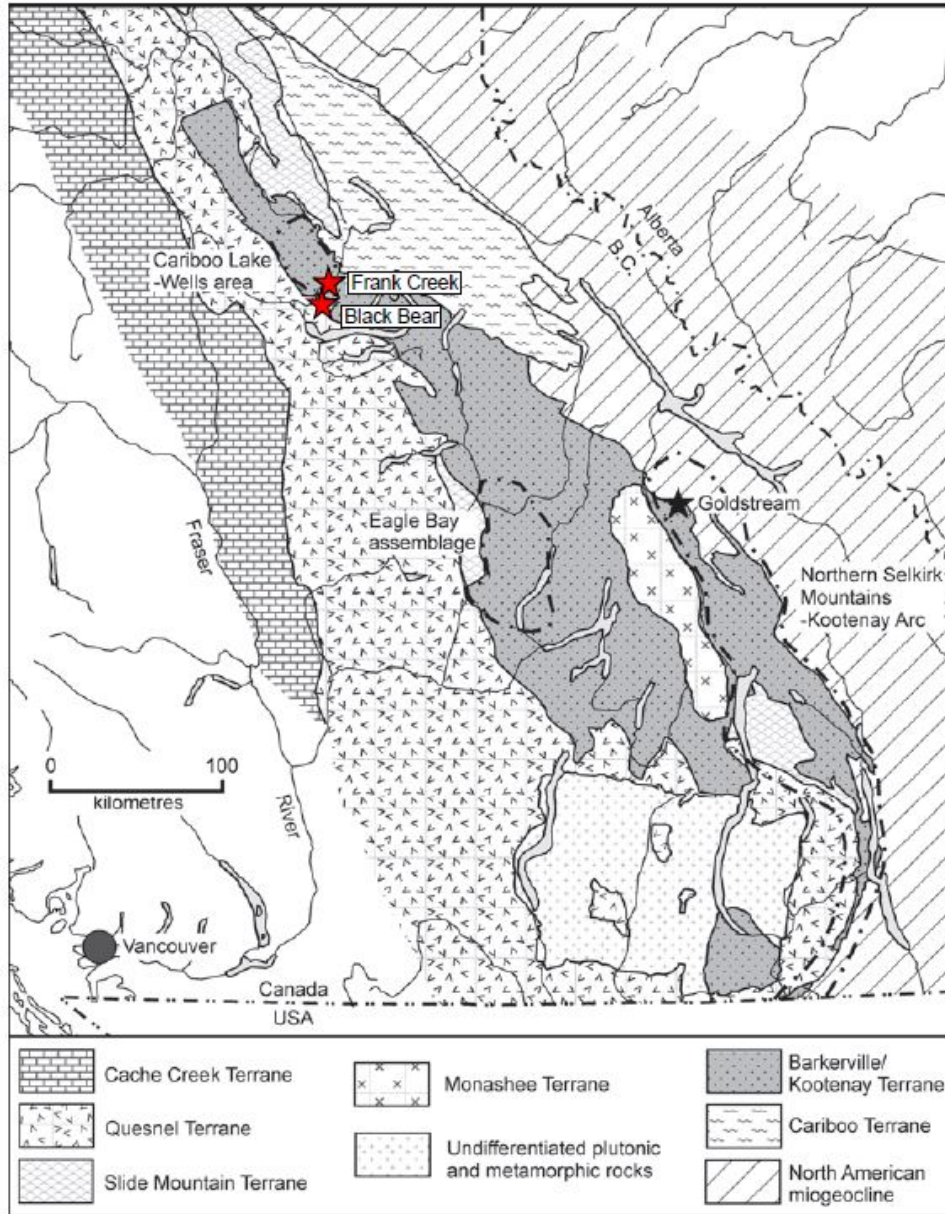 Alberta
B.C.
Cariboo Lake
-Wells area
Frank Creek
Black Bear
Goldstream
Eagle Bay
assemblage
Fraser
Northern Selkirk
Mountains
-Kootenay Arc
0 100
kilometres
River
Vancouver
Canada
USA
Cache Creek Terrane
Quesnel Terrane
Slide Mountain Terrane
Monashee Terrane
Undifferentiated plutonic
and metamorphic rocks
Barkerville/
Kootenay Terrane
Cariboo Terrane
North American
miogeocline